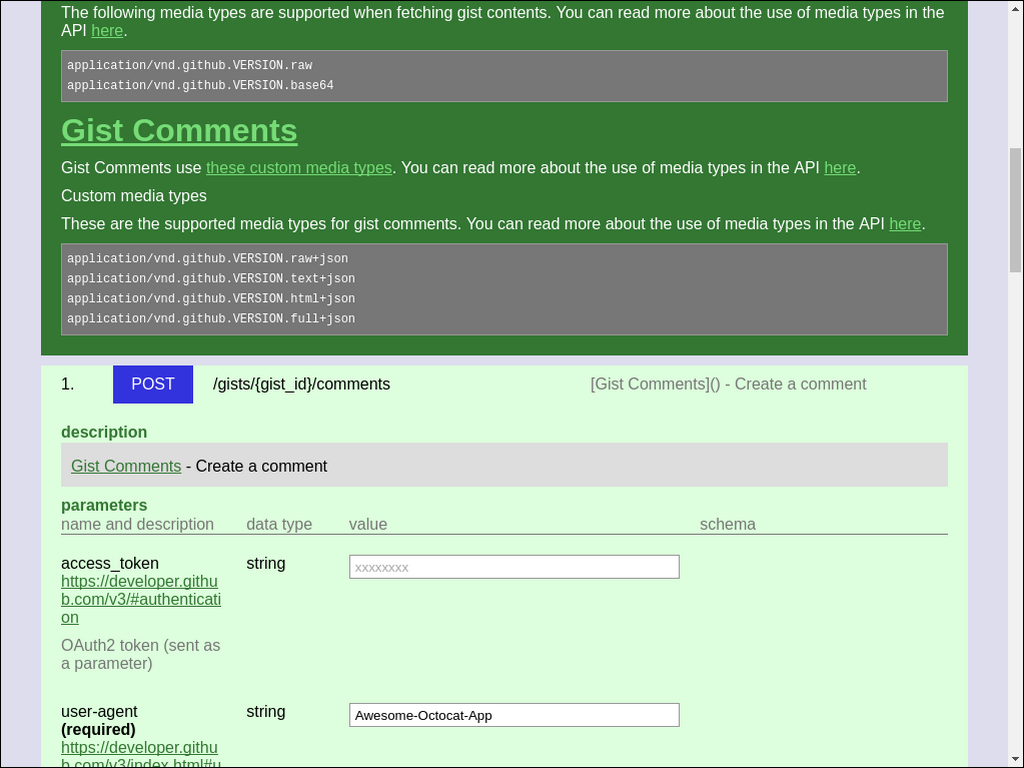 The following media types are supported when fetching gist contents. You can read more about the use of media types in the
API here.
application/vnd.github.VERSION.raw
application/vnd.github.VERSION.base64
Gist Comments
Gist Comments use these custom media types. You can read more about the use of media types in the API here.
Custom media types
These are the supported media types for gist comments. You can read more about the use of media types in the API here.
application/vnd.github.VERSION.raw+json
application/vnd.github.VERSION.text+json
application/vnd.github.VERSION.html+json
application/vnd.github.VERSION.full+json
1. POST /gists/{gist_id}/comments [Gist Comments]() - Create a comment
description
Gist Comments - Create a comment
parameters
name and description data type value schema
access_token string xxxxxxxx
https://developer.githu
b.com/v3/#authenticati
on
OAuth2 token (sent as
a parameter)
user-agent string Awesome-Octocat-App
(required)
https://developer.githu
b.com/v3/index.html#u